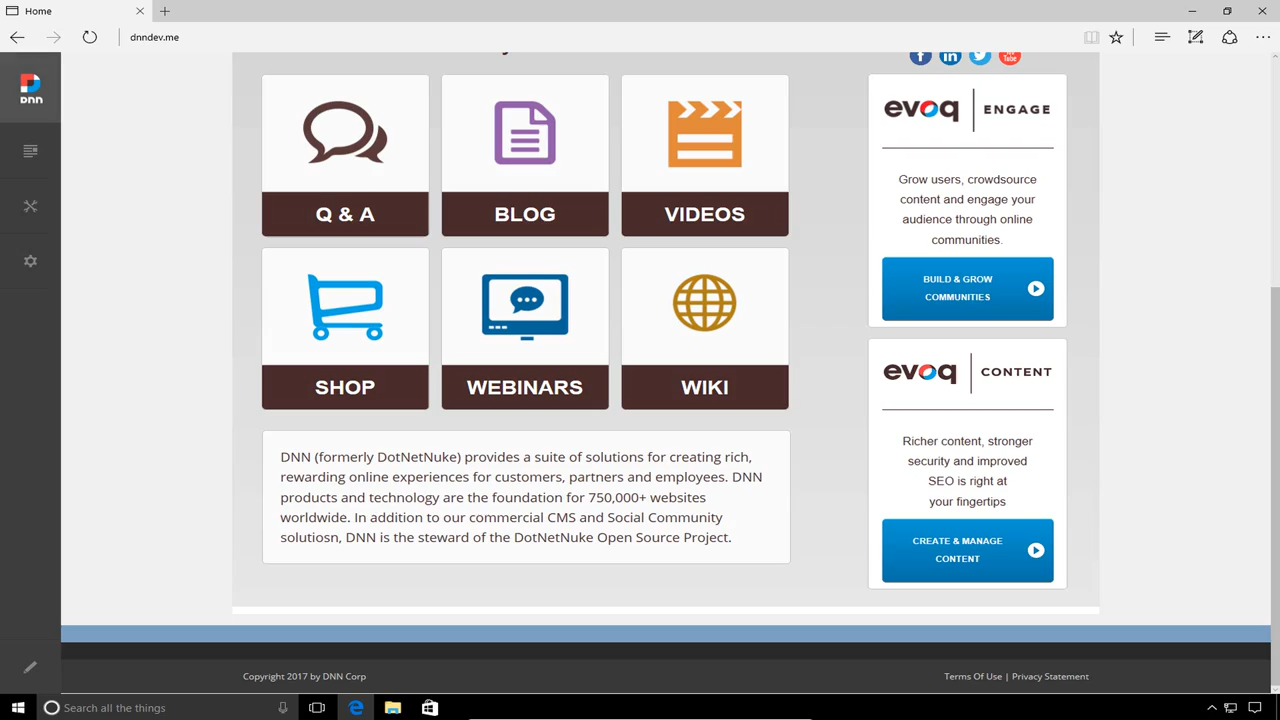 Home
dnndev.me
DNN
f in You Tube
Q & A
BLOG
VIDEOS
SHOP
WEBINARS
WIKI
DNN (formerly DotNetNuke) provides a suite of solutions for creating rich,
rewarding online experiences for customers, partners and employees. DNN
products and technology are the foundation for 750,000+ websites
worldwide. In addition to our commercial CMS and Social Community
solutiosn, DNN is the steward of the DotNetNuke Open Source Project.
evoq ENGAGE
Grow users, crowdsource
content and engage your
audience through online
communities.
BUILD & GROW
COMMUNITIES
evoq CONTENT
Richer content, stronger
security and improved
SEO is right at
your fingertips
CREATE & MANAGE
CONTENT
Copyright 2017 by DNN Corp
Terms Of Use | Privacy Statement
Search all the things